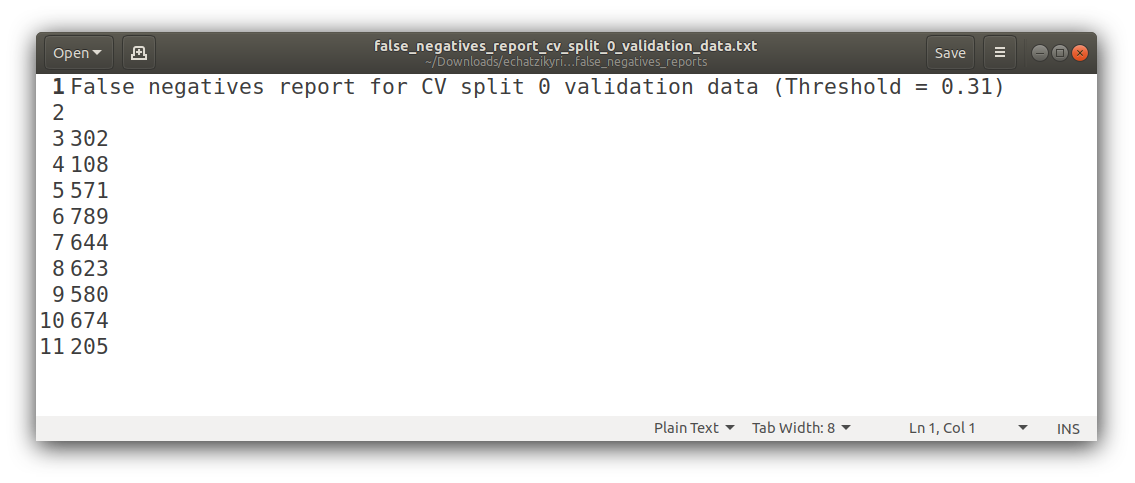 Open
false_negatives_report_cv_split_0_validation_data.txt
~/Downloads/echatzikyri…false_negatives_reports
Save
1 False negatives report for CV split 0 validation data (Threshold = 0.31)
2
3 302
4 108
5 571
6 789
7 644
8 623
9 580
10 674
11 205
Plain Text Tab Width: 8 Ln 1, Col 1 INS